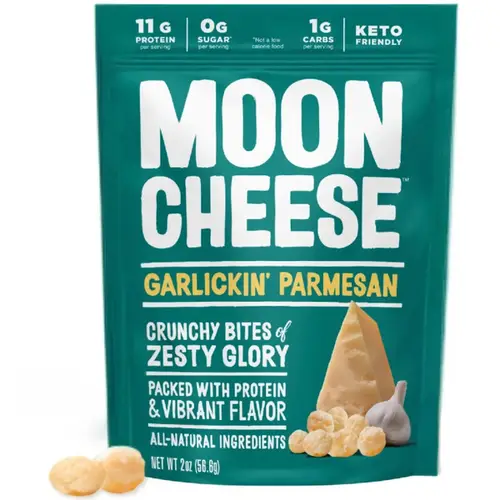 11 G
PROTEIN
per serving
0G
SUGAR*
per serving
*Not a low
calorie food
1G
CARBS
per serving
KETO
FRIENDLY
MOON
CHEESE™
GARLICKIN' PARMESAN
CRUNCHY BITES of
ZESTY GLORY
PACKED WITH PROTEIN
& VIBRANT FLAVOR
ALL-NATURAL INGREDIENTS
NET WT 2oz (56.6g)